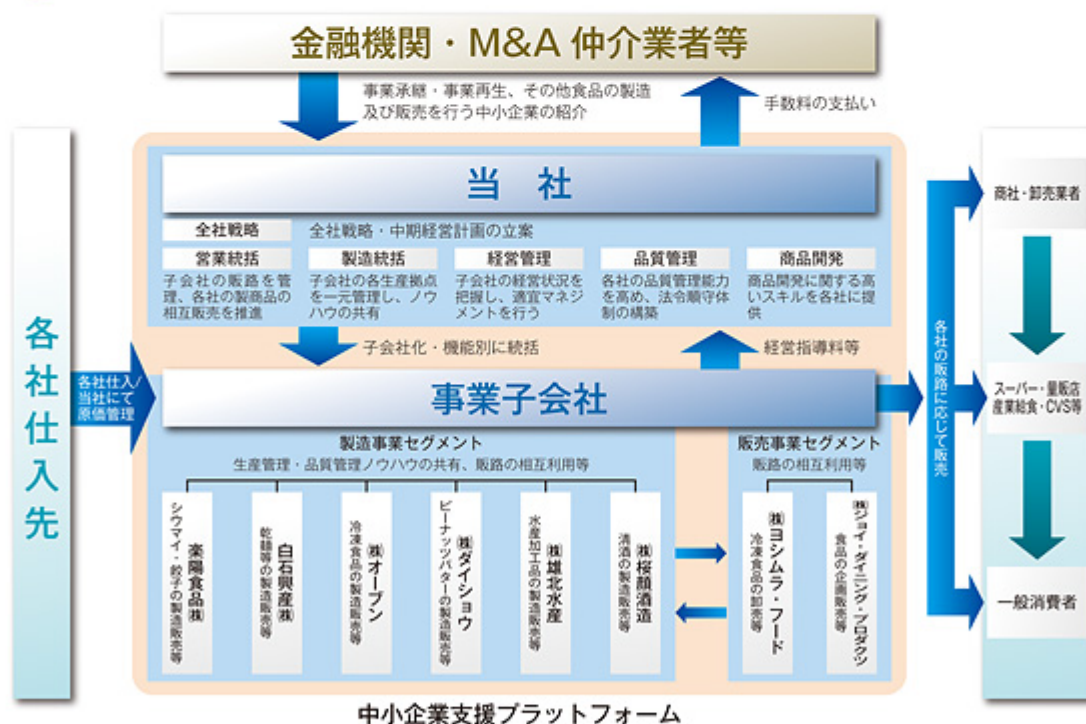 金融機関・M&A 仲介業者等
事業承継・事業再生、その他食品の製造
及び販売を行う中小企業の紹介
手数料の支払い
各社仕入先
各社仕入/
当社にて
原価管理
当 社
全社戦略
全社戦略・中期経営計画の立案
営業統括
子会社の販路を管
理、各社の製商品の
相互販売を推進
製造統括
子会社の各生産拠点
を一元管理し、ノウ
ハウの共有
経営管理
子会社の経営状況を
把握し、適宜マネジ
メントを行う
品質管理
各社の品質管理能力
を高め、法令順守体
制の構築
商品開発
商品開発に関する高
いスキルを各社に提
供
子会社化・機能別に統括
経営指導料等
事業子会社
製造事業セグメント
生産管理・品質管理ノウハウの共有、販路の相互利用等
楽陽食品㈱
シウマイ・餃子の製造販売等
白石興産㈱
乾麺等の製造販売等
㈱オーブン
冷凍食品の製造販売等
㈱ダイショウ
ピーナッツバターの製造販売等
㈱雄北水産
水産加工品の製造販売等
㈱桜顔酒造
清酒の製造販売等
販売事業セグメント
販路の相互利用等
㈱ヨシムラ・フード
冷凍食品の卸売等
㈱ジョイ・ダイニング・プロダクツ
食品の企画販売等
各社の販路に応じて販売
商社・卸売業者
スーパー・量販店
産業給食・CVS等
一般消費者
中小企業支援プラットフォーム